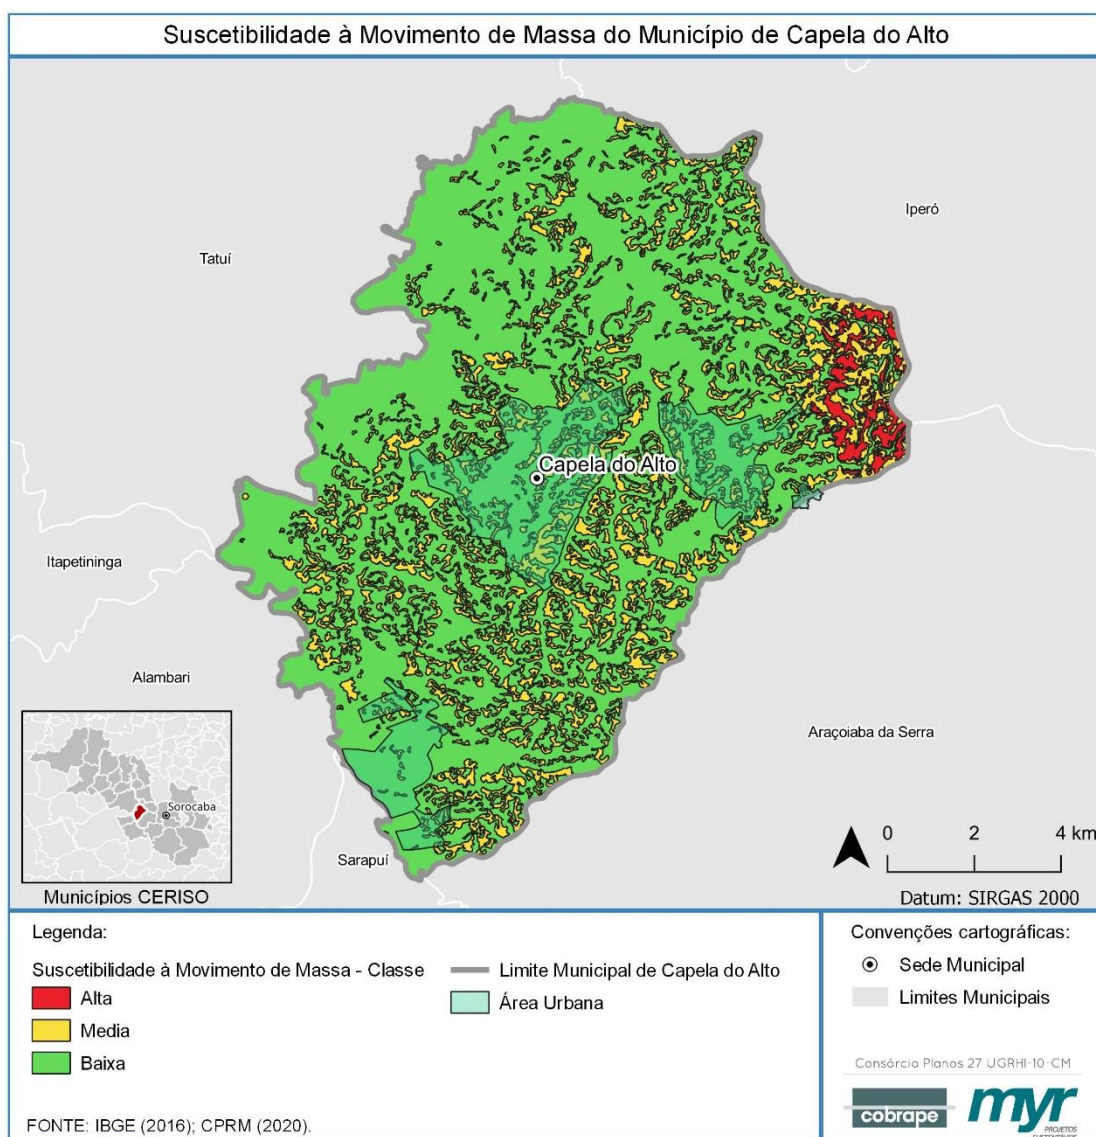 Suscetibilidade à Movimento de Massa do Município de Capela do Alto
Iperó
Tatuí
Capela do Alto
Itapetininga
Alambari
Araçoiaba da Serra
Sorocaba
Sarapuí
0 2 4 km
Municípios CERISO
Datum: SIRGAS 2000
Legenda:
Suscetibilidade à Movimento de Massa - Classe
Alta
Media
Baixa
Limite Municipal de Capela do Alto
Área Urbana
FONTE: IBGE (2016); CPRM (2020).
Convenções cartográficas:
Sede Municipal
Limites Municipais
Consórcio Planos 27 UGRHI-10-CM
cobrape
myr
PROJETOS
SUSTENTÁVEIS